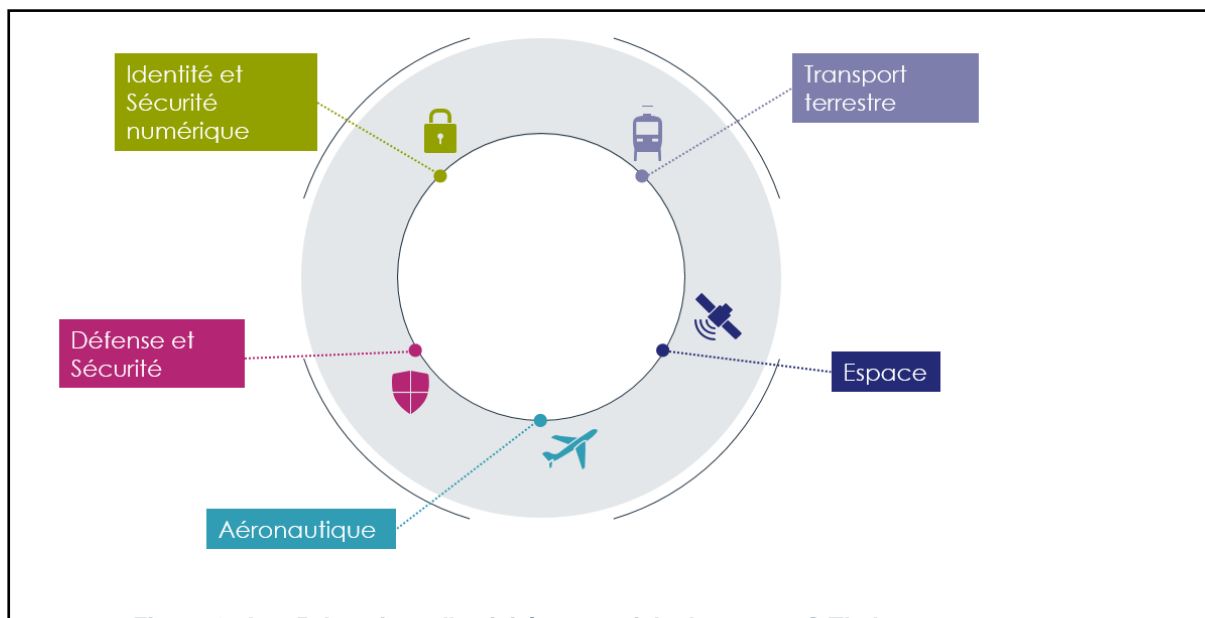 Identité et
Sécurité
numérique
Transport
terrestre
Défense et
Sécurité
Espace
Aéronautique